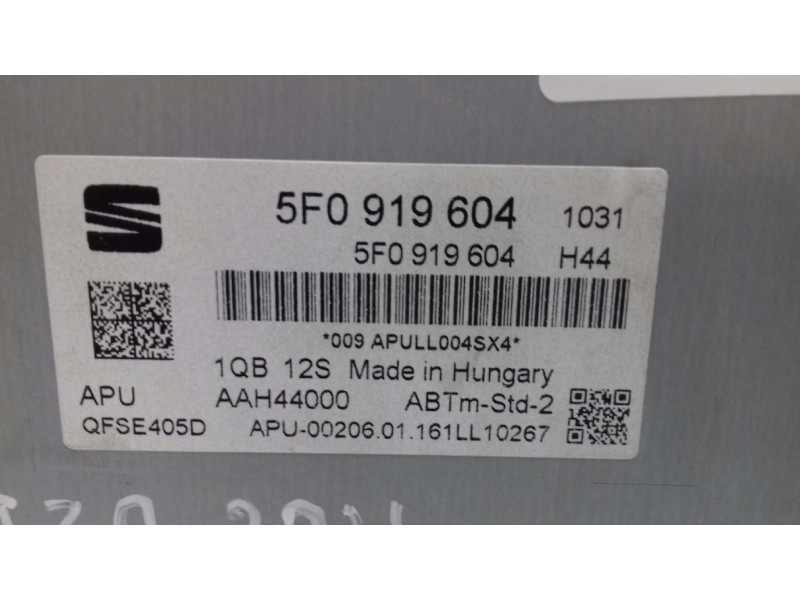 5F0 919 604 1031
5F0 919 604 H44
*009 APULL004SX4*
1QB 12S Made in Hungary
APU AAH44000 ABTm-Std-2
QFSE405D APU-00206.01.161LL10267